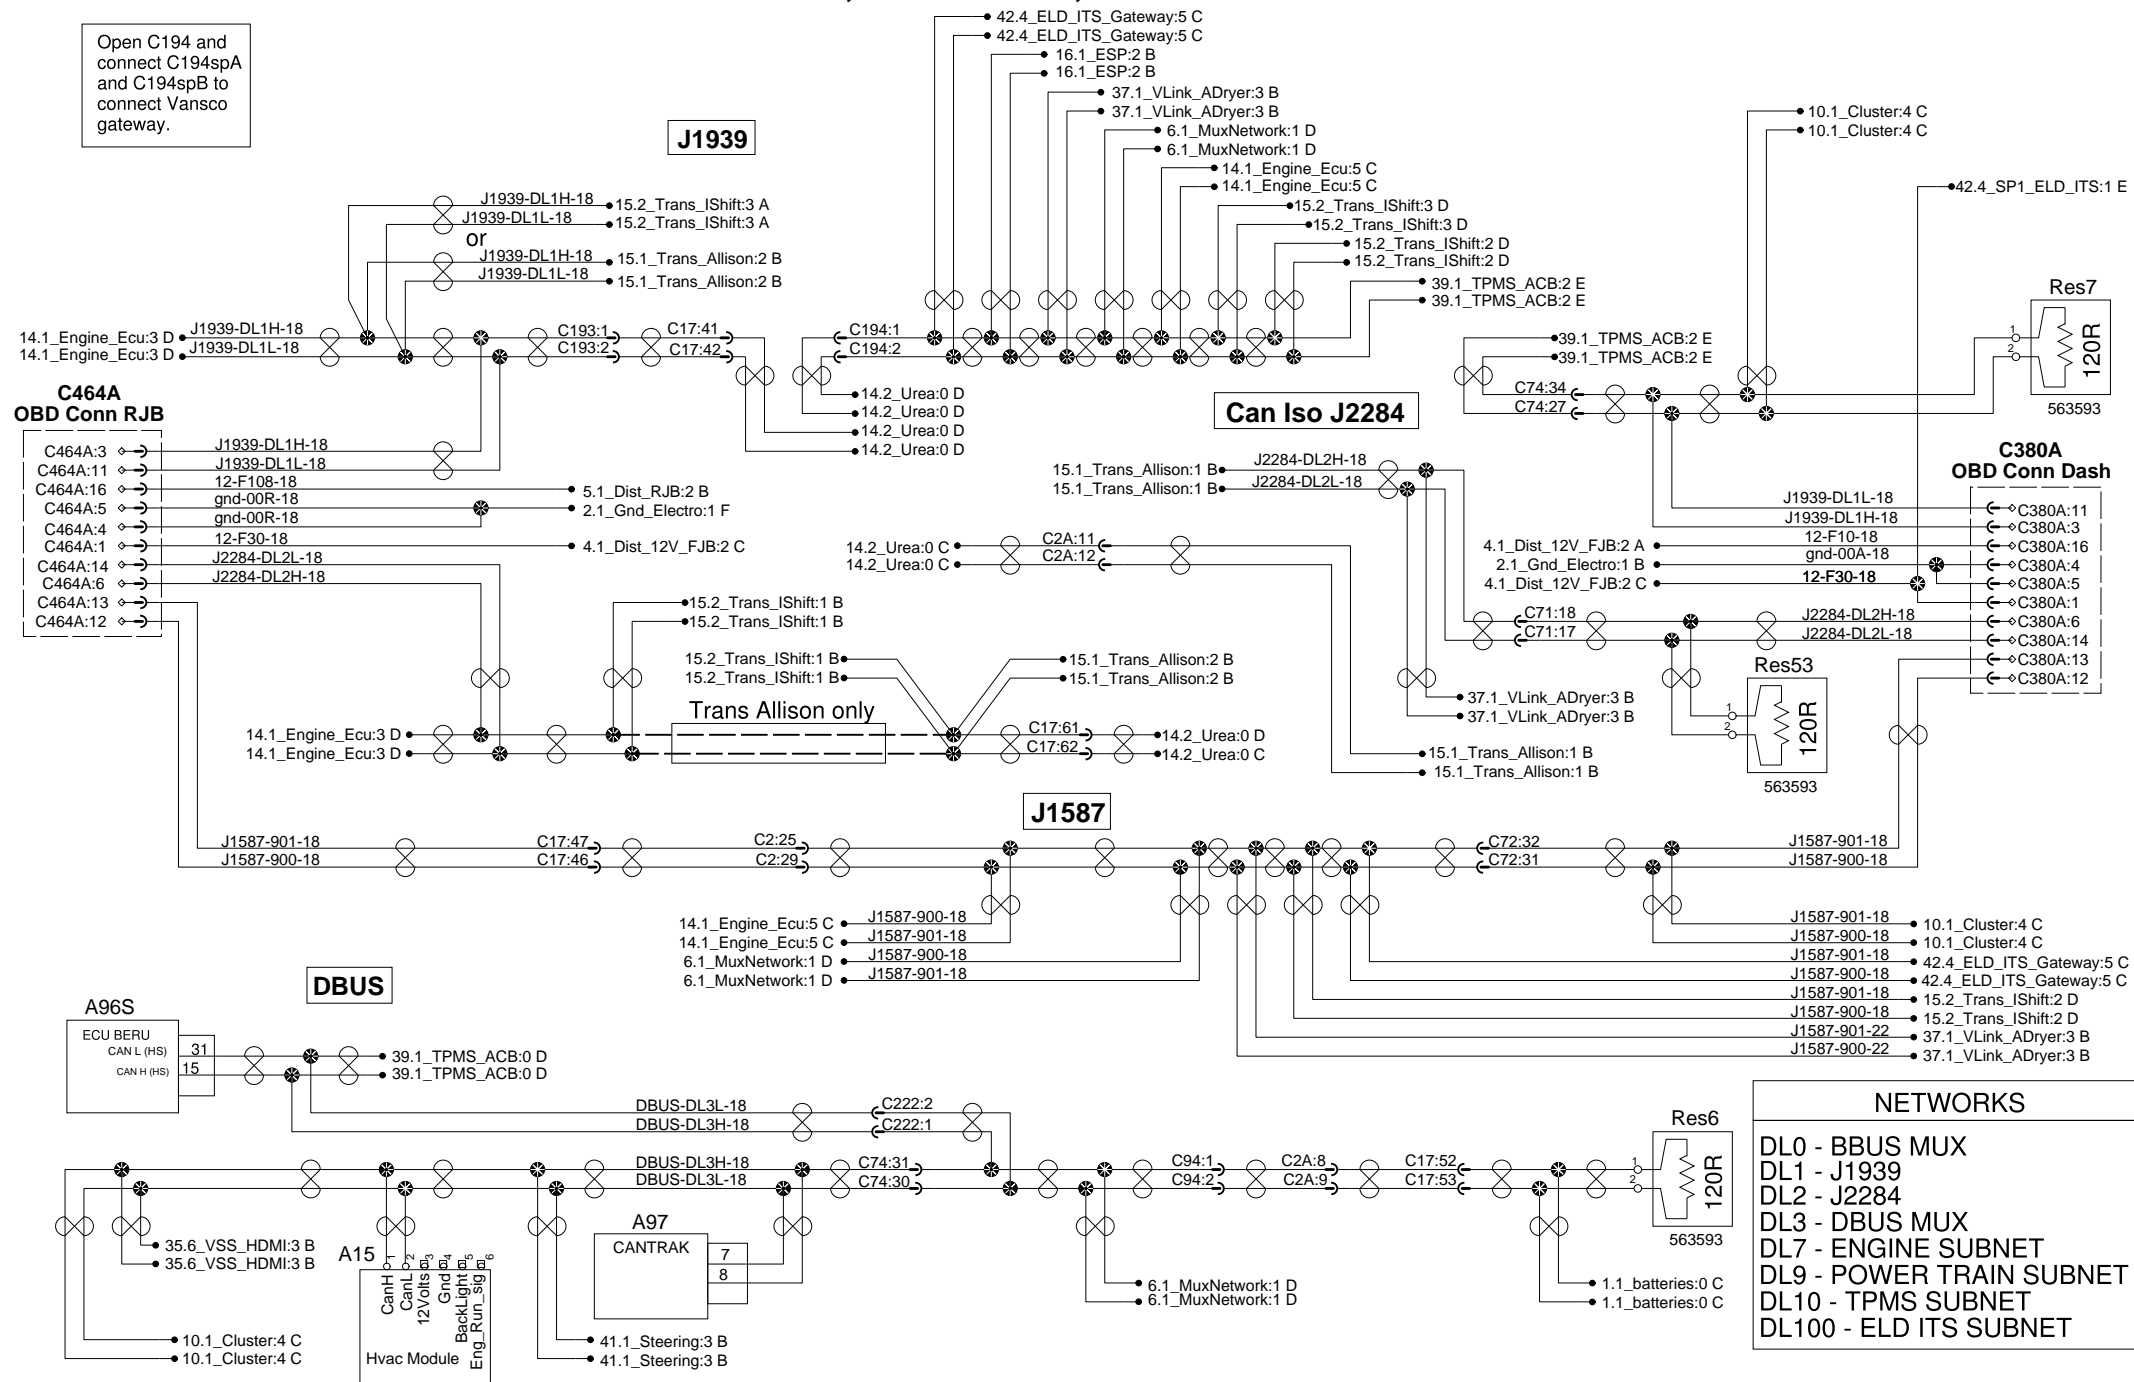 Open C194 and
connect C194spA
and C194spB to
connect Vansco
gateway.
J1939
42.4_ELD_ITS_Gateway:5 C
42.4_ELD_ITS_Gateway:5 C
16.1_ESP:2 B
16.1_ESP:2 B
37.1_VLink_ADryer:3 B
37.1_VLink_ADryer:3 B
6.1_MuxNetwork:1 D
6.1_MuxNetwork:1 D
14.1_Engine_Ecu:5 C
14.1_Engine_Ecu:5 C
15.2_Trans_IShift:3 D
15.2_Trans_IShift:3 D
15.2_Trans_IShift:2 D
15.2_Trans_IShift:2 D
39.1_TPMS_ACB:2 E
39.1_TPMS_ACB:2 E
10.1_Cluster:4 C
10.1_Cluster:4 C
42.4_SP1_ELD_ITS:1 E
J1939-DL1H-18
15.2_Trans_IShift:3 A
J1939-DL1L-18
15.2_Trans_IShift:3 A
or
J1939-DL1H-18
15.1_Trans_Allison:2 B
J1939-DL1L-18
15.1_Trans_Allison:2 B
14.1_Engine_Ecu:3 D
J1939-DL1H-18
C193:1
C17:41
C194:1
14.1_Engine_Ecu:3 D
J1939-DL1L-18
C193:2
C17:42
C194:2
14.2_Urea:0 D
14.2_Urea:0 D
14.2_Urea:0 D
14.2_Urea:0 D
39.1_TPMS_ACB:2 E
39.1_TPMS_ACB:2 E
C74:34
C74:27
Res7
1
2
120R
563593
C464A
OBD Conn RJB
C464A:3
J1939-DL1H-18
C464A:11
J1939-DL1L-18
C464A:16
12-F108-18
5.1_Dist_RJB:2 B
C464A:5
gnd-00R-18
2.1_Gnd_Electro:1 F
C464A:4
gnd-00R-18
C464A:1
12-F30-18
4.1_Dist_12V_FJB:2 C
C464A:14
J2284-DL2L-18
C464A:6
J2284-DL2H-18
C464A:13
C464A:12
Can Iso J2284
15.1_Trans_Allison:1 B
J2284-DL2H-18
15.1_Trans_Allison:1 B
J2284-DL2L-18
14.2_Urea:0 C
C2A:11
14.2_Urea:0 C
C2A:12
C380A
OBD Conn Dash
J1939-DL1L-18
C380A:11
J1939-DL1H-18
C380A:3
4.1_Dist_12V_FJB:2 A
12-F10-18
C380A:16
2.1_Gnd_Electro:1 B
gnd-00A-18
C380A:4
4.1_Dist_12V_FJB:2 C
12-F30-18
C380A:5
C380A:1
C71:18
J2284-DL2H-18
C380A:6
C71:17
J2284-DL2L-18
C380A:14
C380A:13
C380A:12
15.2_Trans_IShift:1 B
15.2_Trans_IShift:1 B
15.2_Trans_IShift:1 B
15.1_Trans_Allison:2 B
15.2_Trans_IShift:1 B
15.1_Trans_Allison:2 B
Trans Allison only
14.1_Engine_Ecu:3 D
C17:61
14.2_Urea:0 D
14.1_Engine_Ecu:3 D
C17:62
14.2_Urea:0 C
37.1_VLink_ADryer:3 B
37.1_VLink_ADryer:3 B
15.1_Trans_Allison:1 B
15.1_Trans_Allison:1 B
Res53
1
2
120R
563593
J1587
J1587-901-18
C17:47
C2:25
C72:32
J1587-901-18
J1587-900-18
C17:46
C2:29
C72:31
J1587-900-18
14.1_Engine_Ecu:5 C
J1587-900-18
14.1_Engine_Ecu:5 C
J1587-901-18
6.1_MuxNetwork:1 D
J1587-900-18
6.1_MuxNetwork:1 D
J1587-901-18
J1587-901-18
10.1_Cluster:4 C
J1587-900-18
10.1_Cluster:4 C
J1587-901-18
42.4_ELD_ITS_Gateway:5 C
J1587-900-18
42.4_ELD_ITS_Gateway:5 C
J1587-901-18
15.2_Trans_IShift:2 D
J1587-900-18
15.2_Trans_IShift:2 D
J1587-901-22
37.1_VLink_ADryer:3 B
J1587-900-22
37.1_VLink_ADryer:3 B
DBUS
A96S
ECU BERU
CAN L (HS)
31
39.1_TPMS_ACB:0 D
CAN H (HS)
15
39.1_TPMS_ACB:0 D
DBUS-DL3L-18
C222:2
DBUS-DL3H-18
C222:1
DBUS-DL3H-18
C74:31
C94:1
C2A:8
C17:52
DBUS-DL3L-18
C74:30
C94:2
C2A:9
C17:53
Res6
1
2
120R
563593
35.6_VSS_HDMI:3 B
35.6_VSS_HDMI:3 B
10.1_Cluster:4 C
10.1_Cluster:4 C
A15
1
2
3
4
5
6
CanH
CanL
12Volts
Gnd
BackLight
Eng_Run_sig
Hvac Module
A97
CANTRAK
7
8
41.1_Steering:3 B
41.1_Steering:3 B
6.1_MuxNetwork:1 D
6.1_MuxNetwork:1 D
1.1_batteries:0 C
1.1_batteries:0 C
NETWORKS
DL0 - BBUS MUX
DL1 - J1939
DL2 - J2284
DL3 - DBUS MUX
DL7 - ENGINE SUBNET
DL9 - POWER TRAIN SUBNET
DL10 - TPMS SUBNET
DL100 - ELD ITS SUBNET